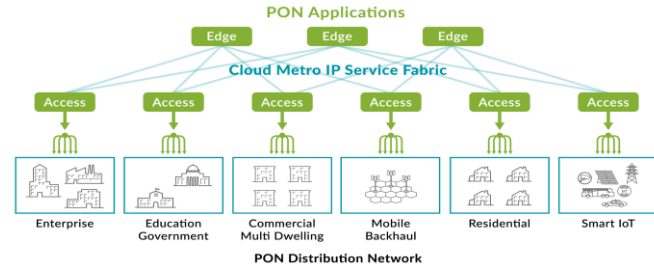 PON Applications
Edge Edge Edge
Cloud Metro IP Service Fabric
Access Access Access Access Access Access
Enterprise
Education
Government
Commercial
Multi Dwelling
Mobile
Backhaul
Residential
Smart IoT
PON Distribution Network